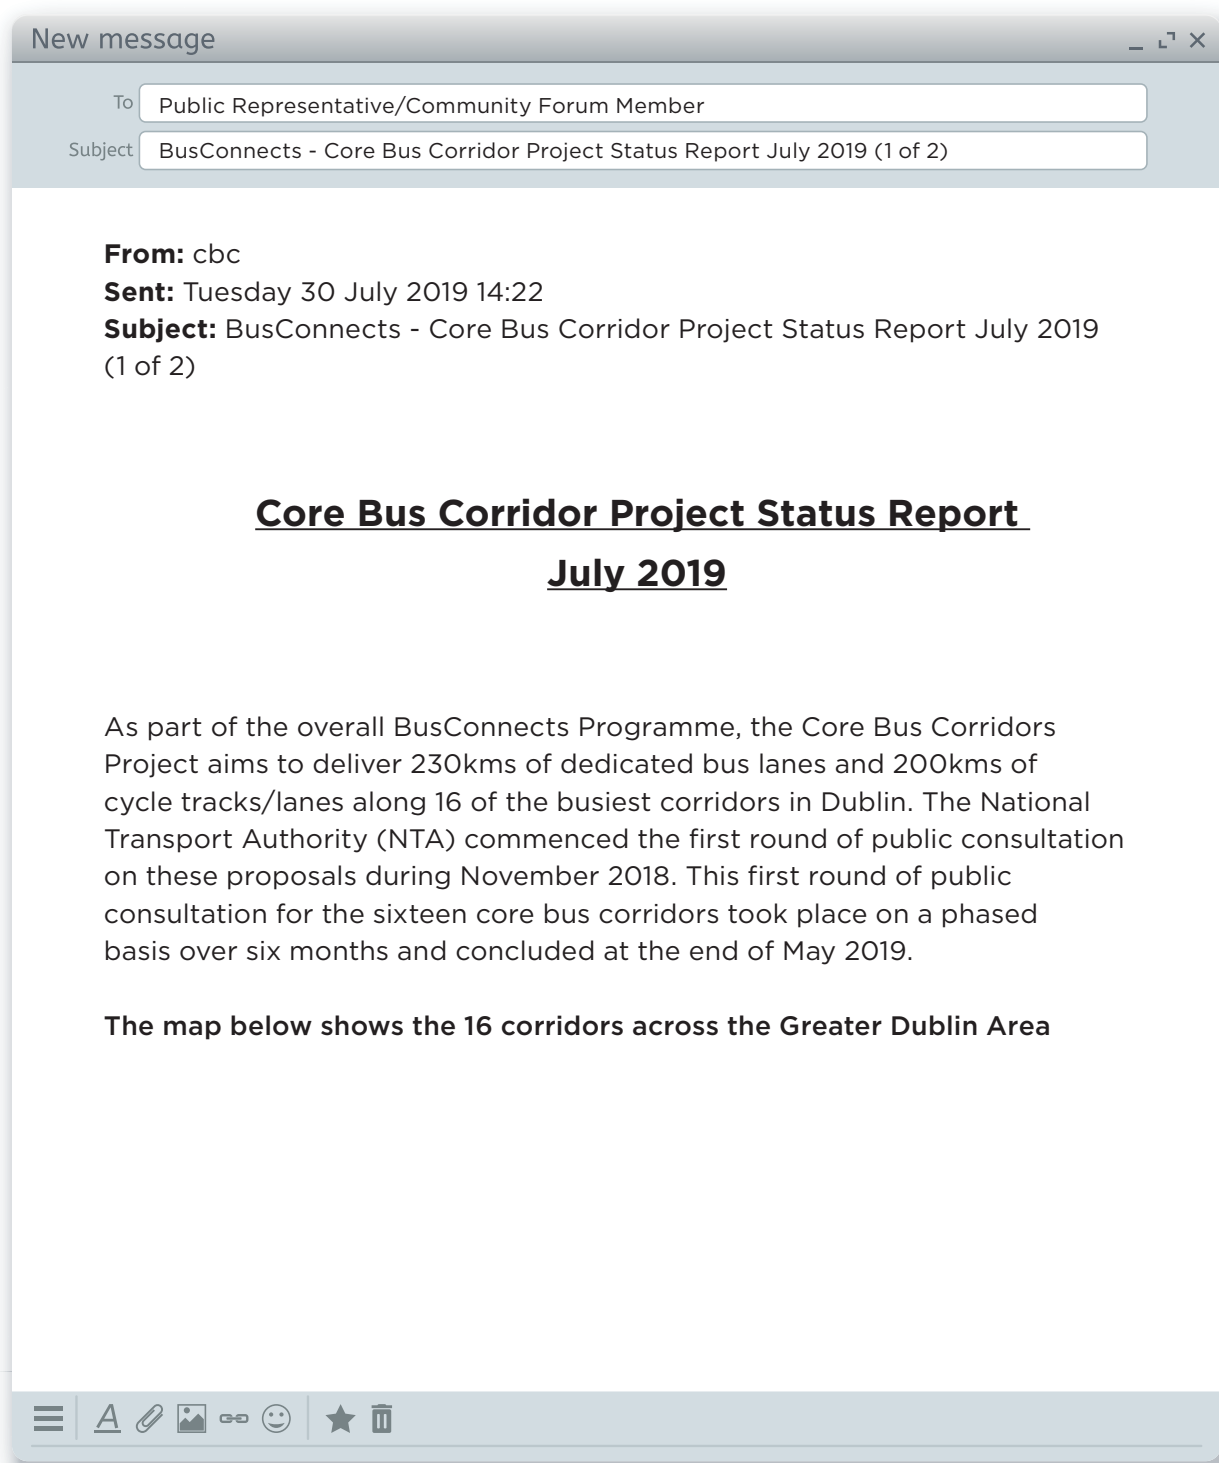 New message
To
Public Representative/Community Forum Member
Subject
BusConnects - Core Bus Corridor Project Status Report July 2019 (1 of 2)
From: cbc
Sent: Tuesday 30 July 2019 14:22
Subject: BusConnects - Core Bus Corridor Project Status Report July 2019
(1 of 2)
Core Bus Corridor Project Status Report
July 2019
As part of the overall BusConnects Programme, the Core Bus Corridors
Project aims to deliver 230kms of dedicated bus lanes and 200kms of
cycle tracks/lanes along 16 of the busiest corridors in Dublin. The National
Transport Authority (NTA) commenced the first round of public consultation
on these proposals during November 2018. This first round of public
consultation for the sixteen core bus corridors took place on a phased
basis over six months and concluded at the end of May 2019.
The map below shows the 16 corridors across the Greater Dublin Area
A